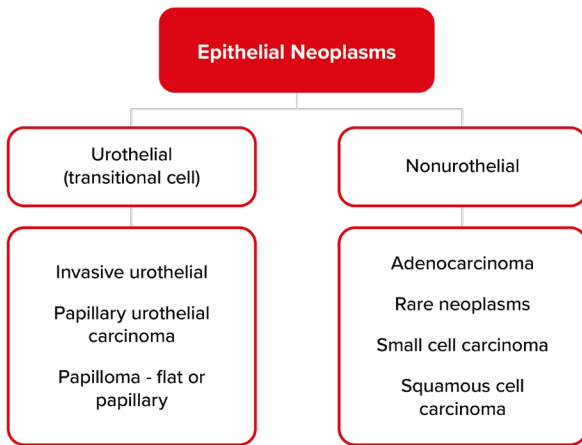 Epithelial Neoplasms
Urothelial
(transitional cell)
Nonurothelial
Invasive urothelial
Papillary urothelial
carcinoma
Papilloma - flat or
papillary
Adenocarcinoma
Rare neoplasms
Small cell carcinoma
Squamous cell
carcinoma